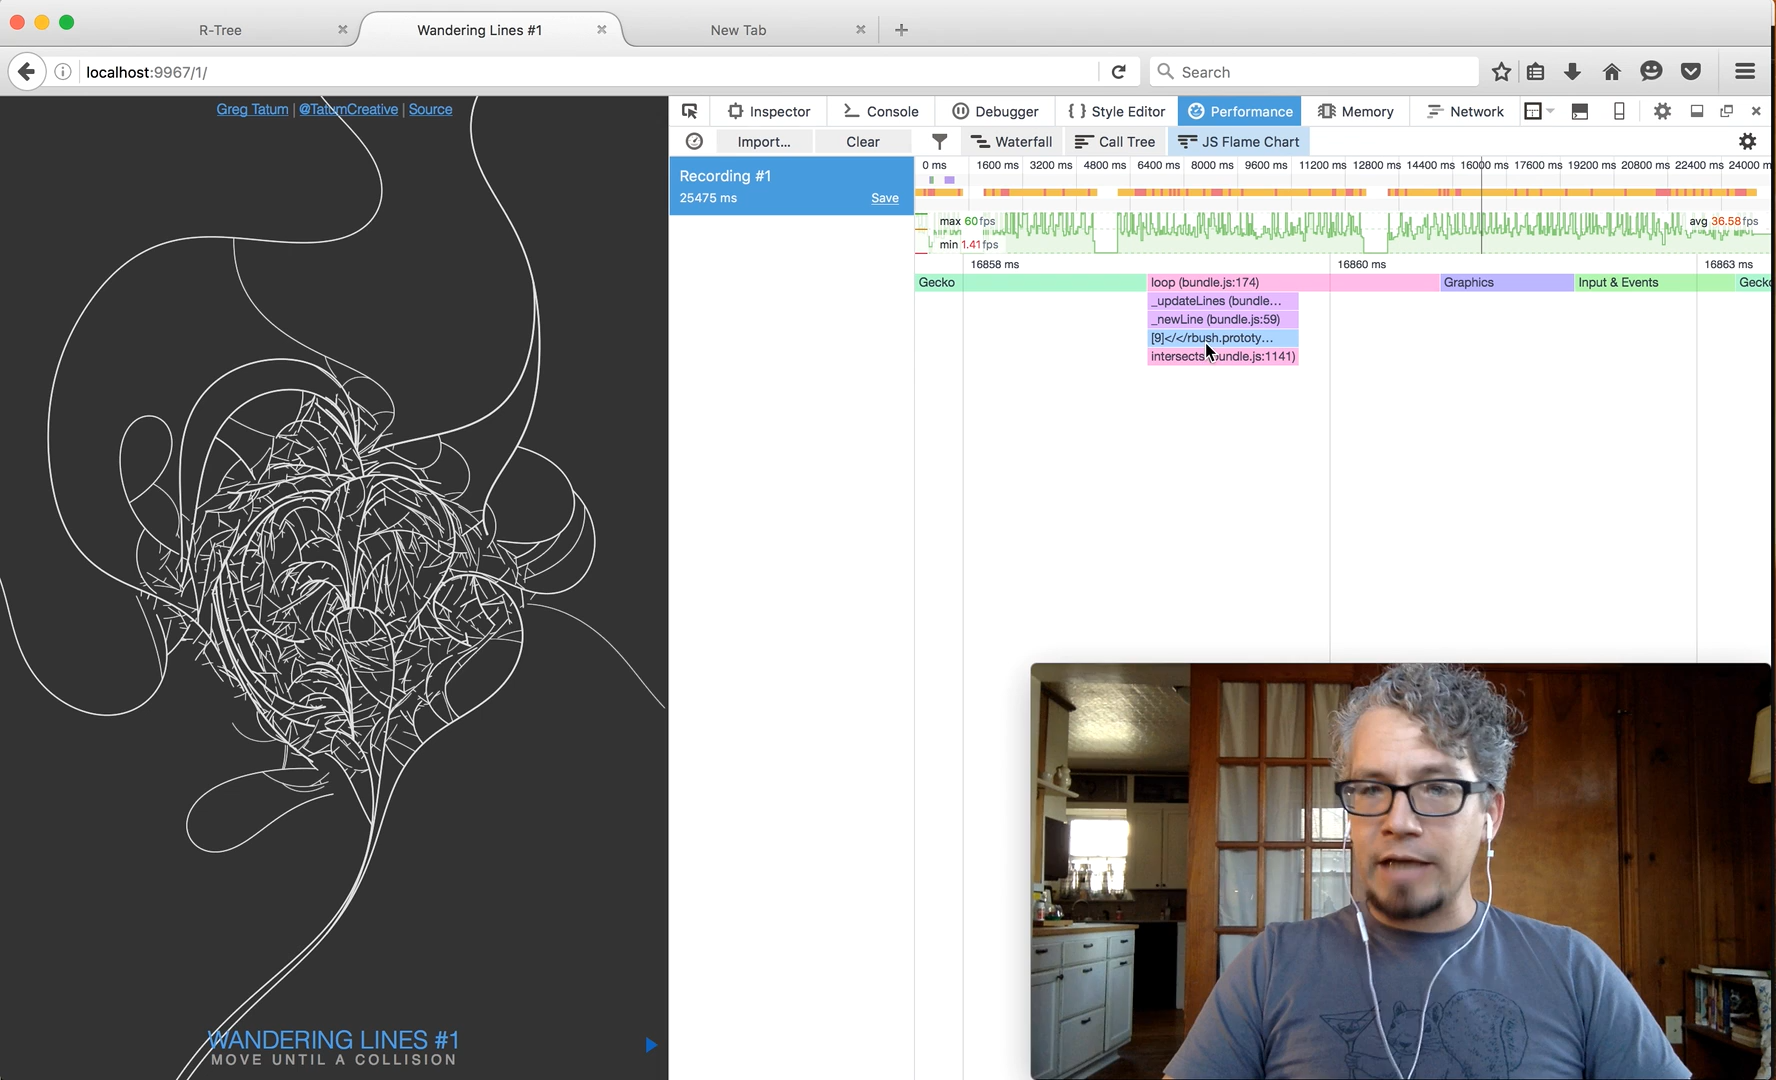 R-Tree
Wandering Lines #1
New Tab
localhost:9967/1/
Search
Greg Tatum | @TatumCreative | Source
Inspector
Console
Debugger
{ } Style Editor
Performance
Memory
Network
Import...
Clear
Waterfall
Call Tree
JS Flame Chart
Recording #1
25475 ms
Save
0 ms 1600 ms 3200 ms 4800 ms 6400 ms 8000 ms 9600 ms 11200 ms 12800 ms 14400 ms 16000 ms 17600 ms 19200 ms 20800 ms 22400 ms 24000 m
max 60 fps
avg 36.58 fps
min 1.41 fps
16858 ms 16860 ms 16863 ms
Gecko
loop (bundle.js:174)
Graphics
Input & Events
Gecko
_updateLines (bundle…
_newLine (bundle.js:59)
[9]</</rbush.prototy…
intersects bundle.js:1141)
WANDERING LINES #1
MOVE UNTIL A COLLISION